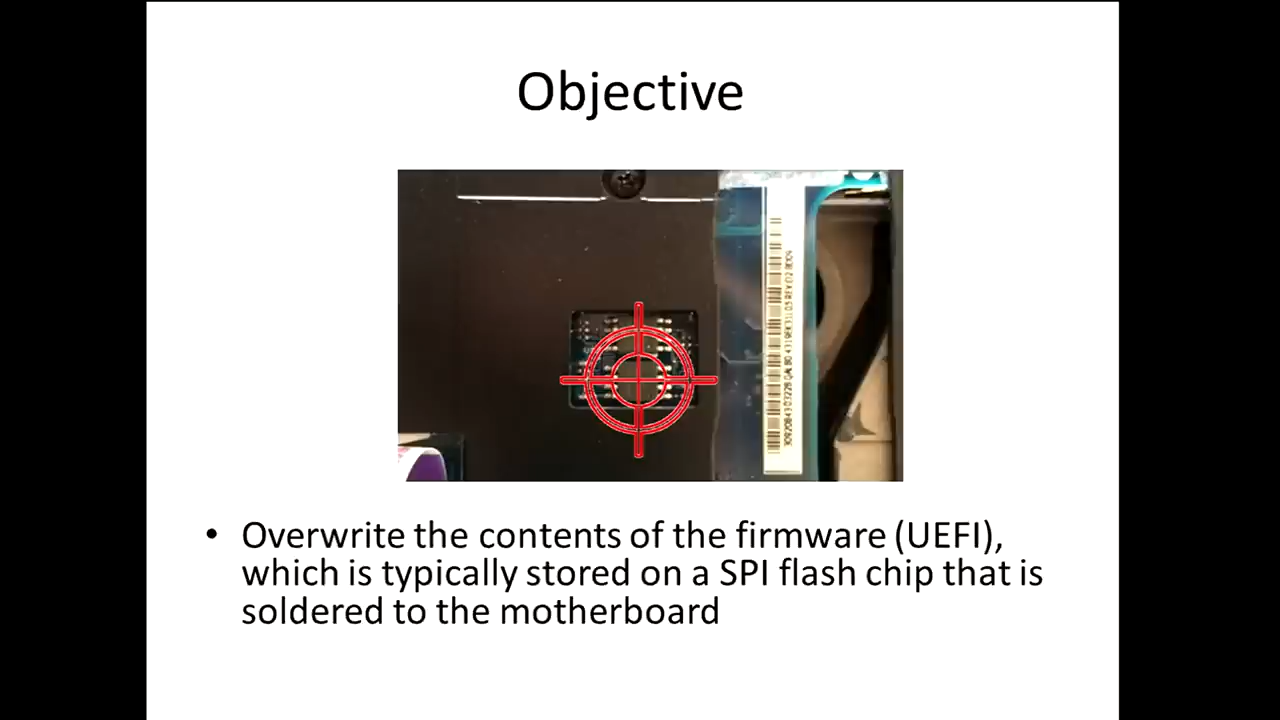 Objective
• Overwrite the contents of the firmware (UEFI),
which is typically stored on a SPI flash chip that is
soldered to the motherboard